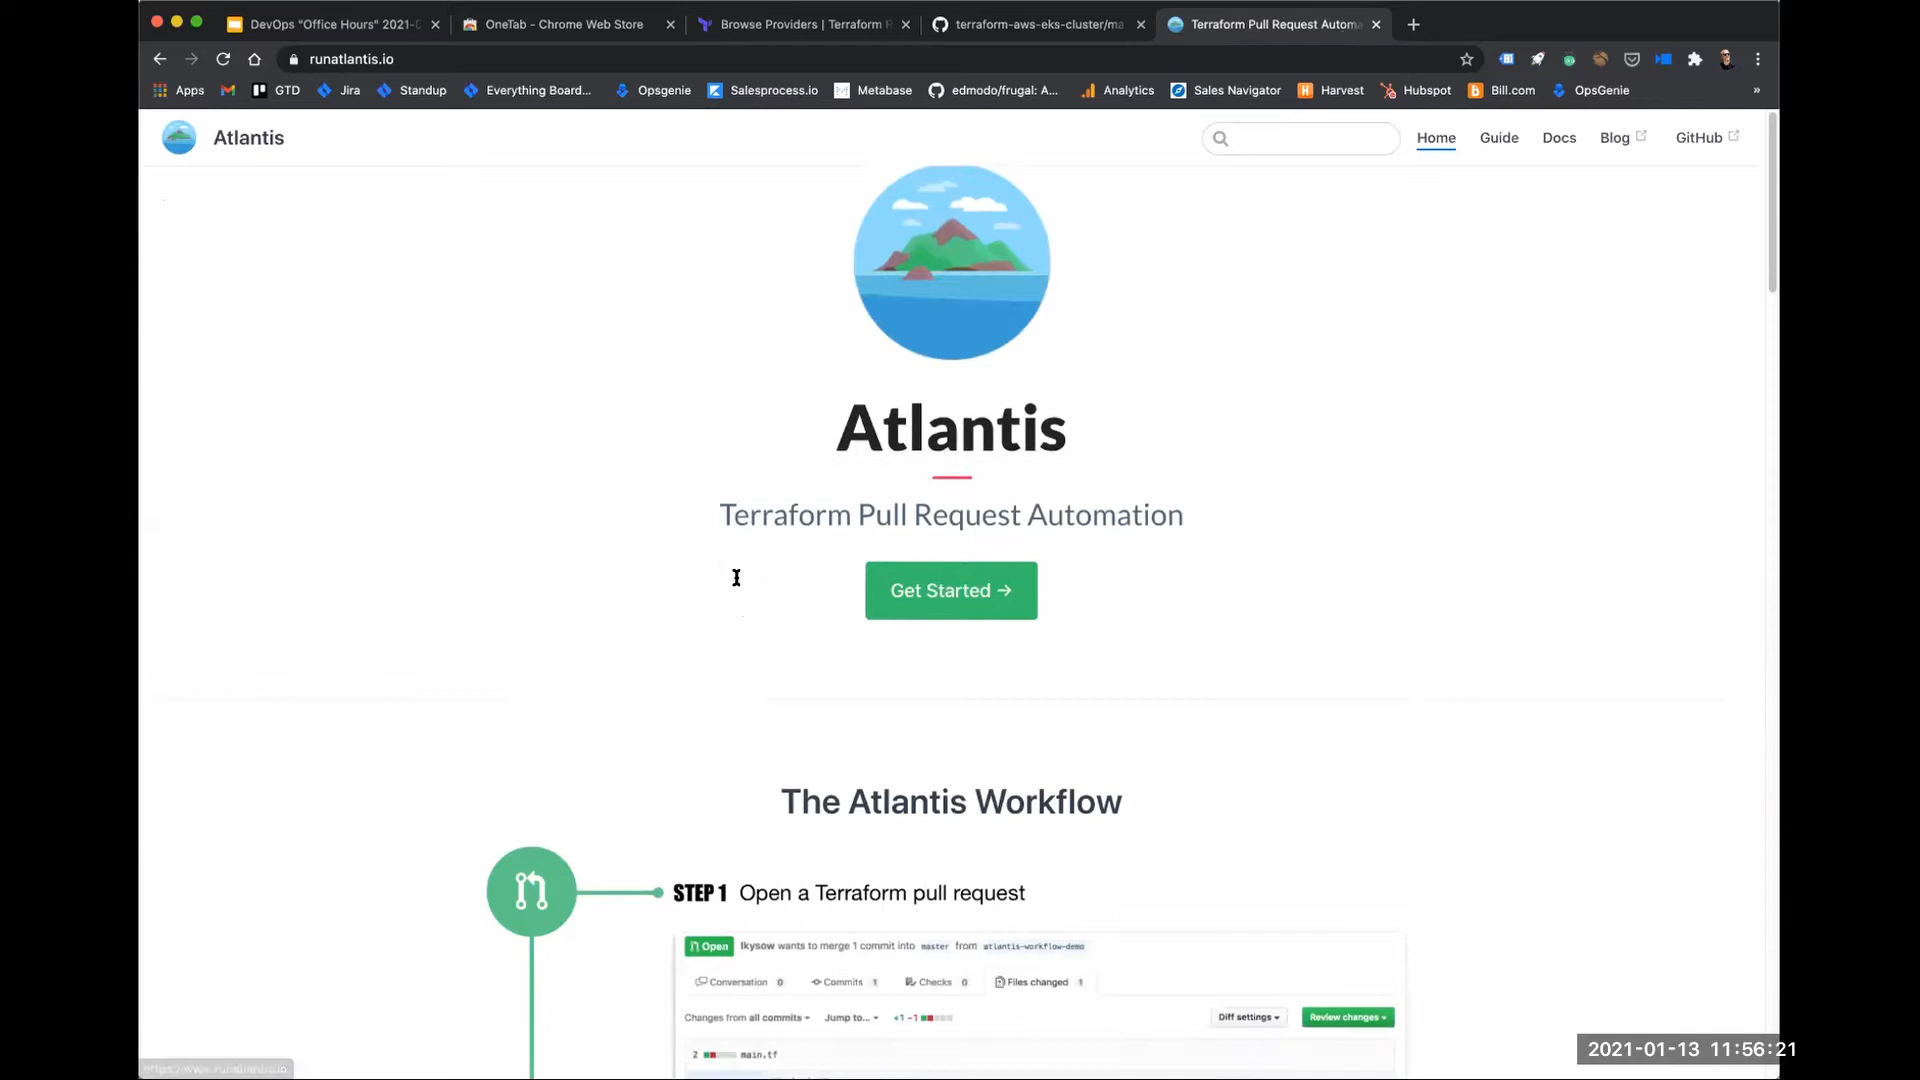 DevOps "Office Hours" 2021-
OneTab - Chrome Web Store
Browse Providers | Terraform
terraform-aws-eks-cluster/ma
Terraform Pull Request Automa
runatlantis.io
Apps
GTD
Jira
Standup
Everything Board...
Opsgenie
Salesprocess.io
Metabase
edmodo/frugal: A...
Analytics
Sales Navigator
Harvest
Hubspot
Bill.com
OpsGenie
»
Atlantis
Home
Guide
Docs
Blog
GitHub
Atlantis
Terraform Pull Request Automation
Get Started →
The Atlantis Workflow
STEP 1 Open a Terraform pull request
Open lkysow wants to merge 1 commit into master from atlantis-workflow-demo
Conversation 0 Commits 1 Checks 0 Files changed 1
Changes from all commits Jump to... +1 −1 Diff settings Review changes
2 main.tf
https://www.runatlantis.io
2021-01-13 11:56:21